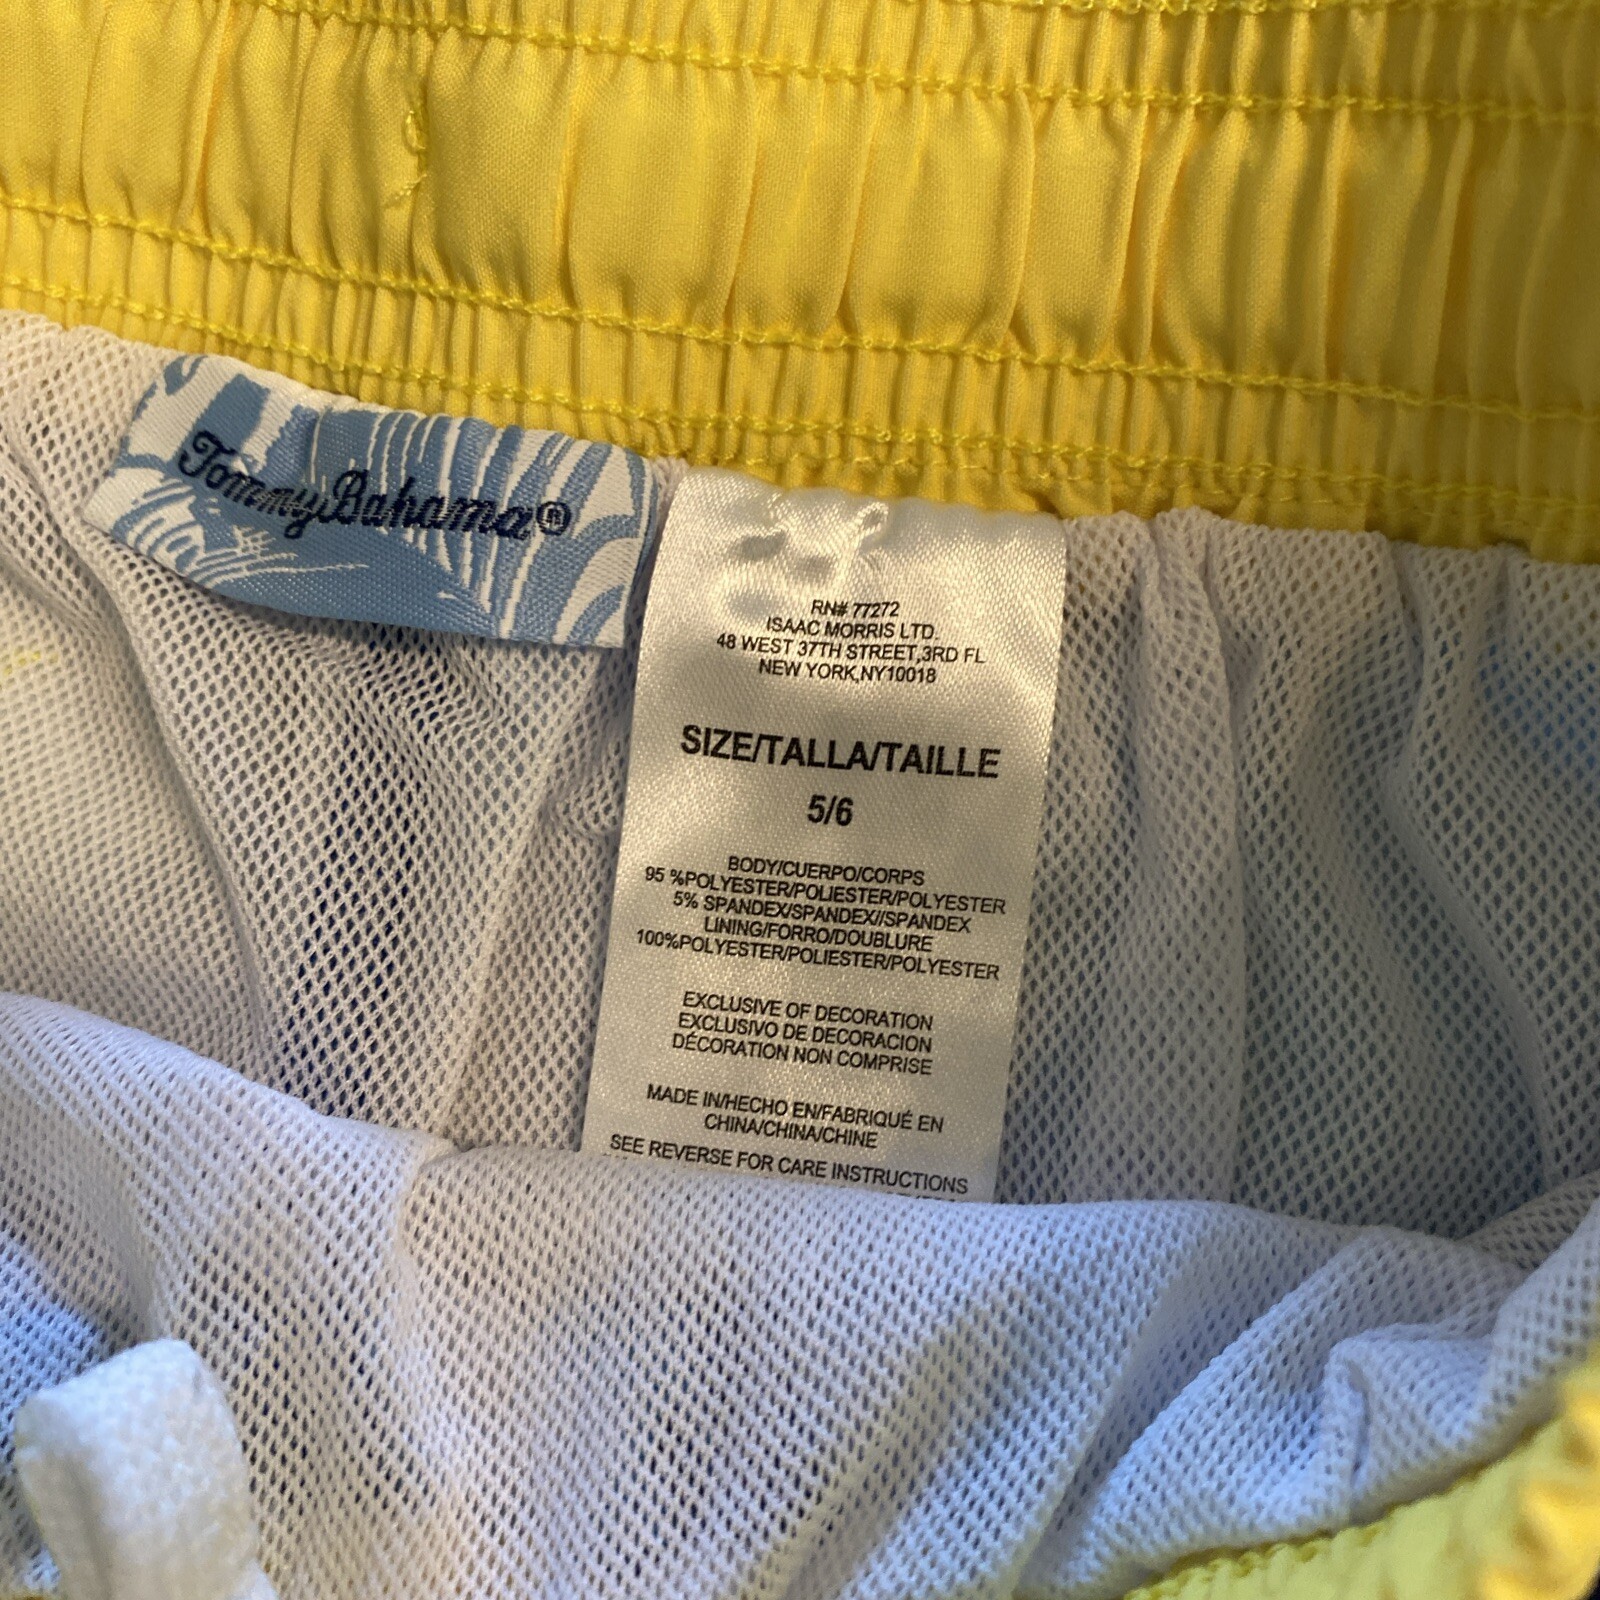 Tommy Bahama®
RN# 77272
ISAAC MORRIS LTD.
48 WEST 37TH STREET,3RD FL
NEW YORK,NY10018
SIZE/TALLA/TAILLE
5/6
BODY/CUERPO/CORPS
95 %POLYESTER/POLIESTER/POLYESTER
5% SPANDEX/SPANDEX//SPANDEX
LINING/FORRO/DOUBLURE
100%POLYESTER/POLIESTER/POLYESTER
EXCLUSIVE OF DECORATION
EXCLUSIVO DE DECORACION
DÉCORATION NON COMPRISE
MADE IN/HECHO EN/FABRIQUÉ EN
CHINA/CHINA/CHINE
SEE REVERSE FOR CARE INSTRUCTIONS